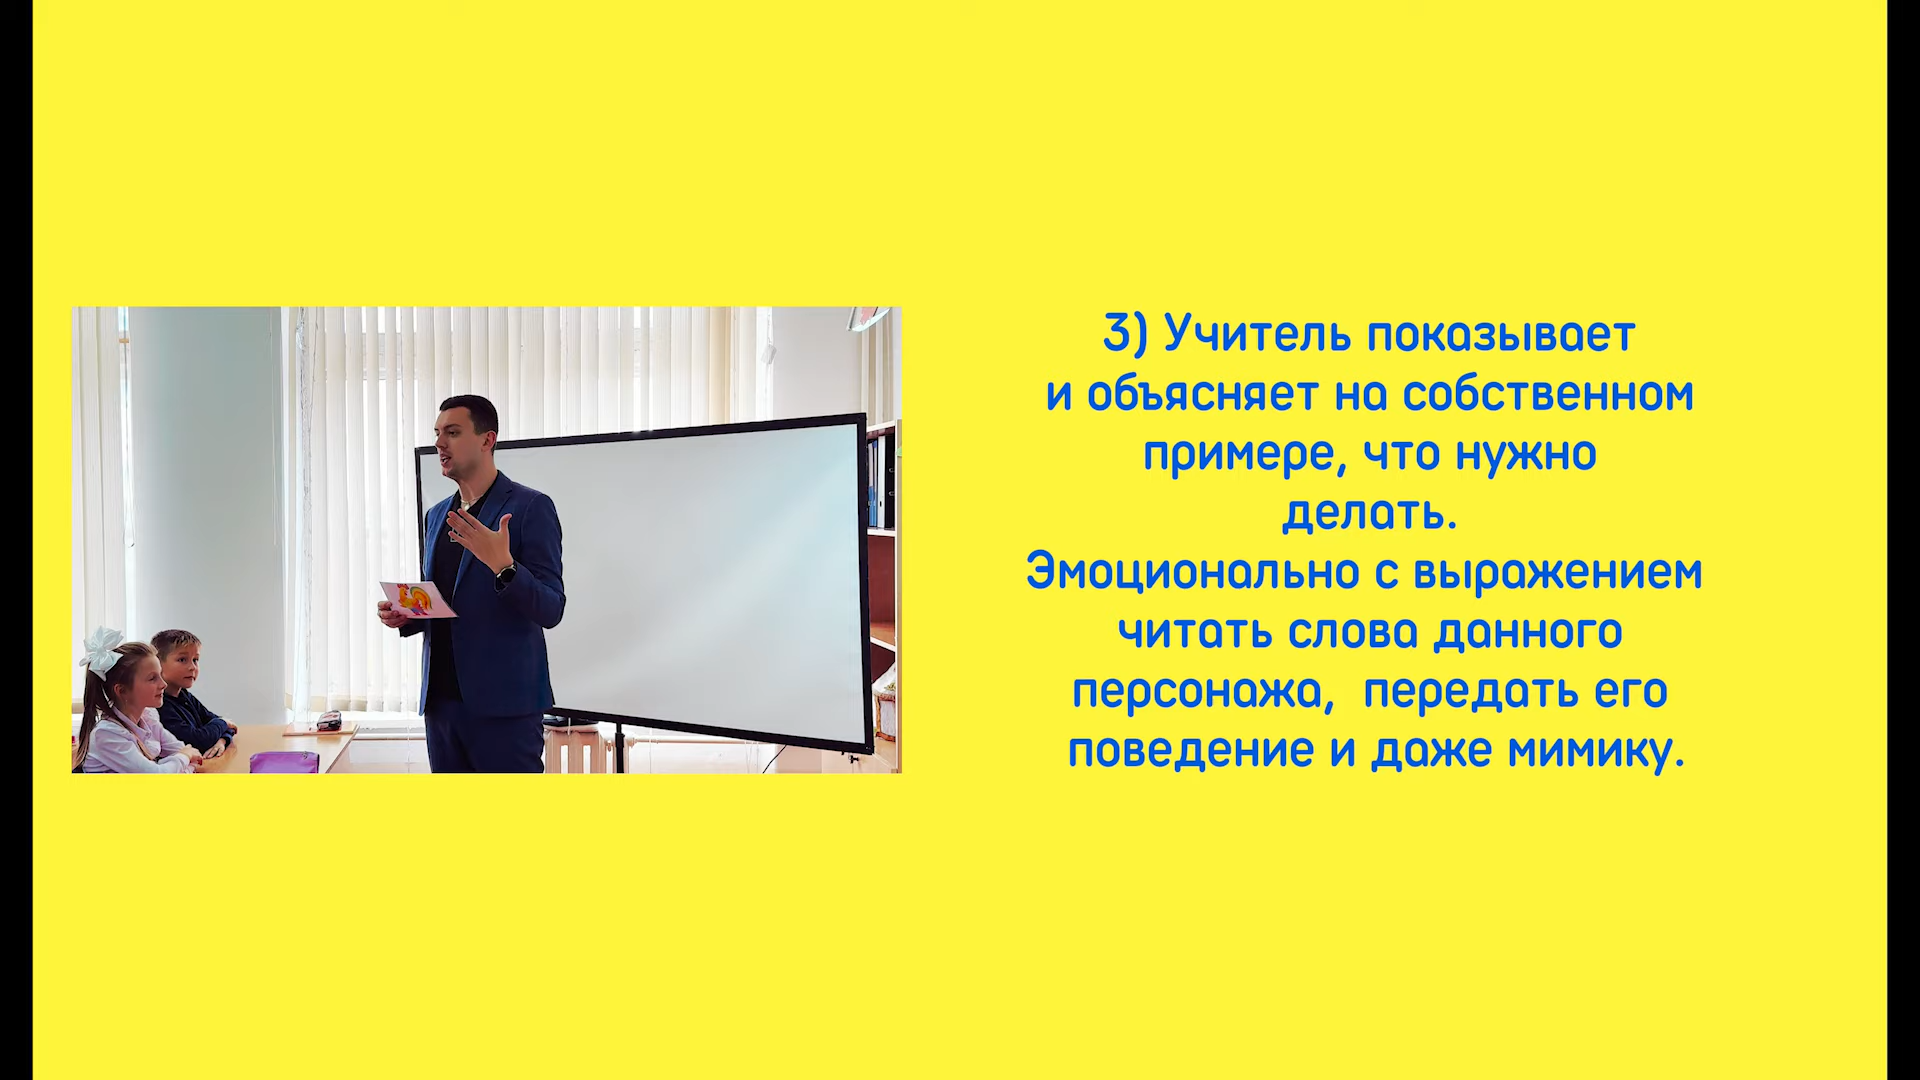 3) Учитель показывает
и объясняет на собственном
примере, что нужно
делать.
Эмоционально с выражением
читать слова данного
персонажа,  передать его
поведение и даже мимику.